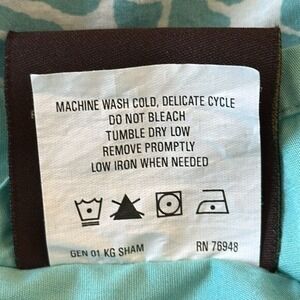 MACHINE WASH COLD, DELICATE CYCLE
DO NOT BLEACH
TUMBLE DRY LOW
REMOVE PROMPTLY
LOW IRON WHEN NEEDED
GEN 01 KG SHAM RN 76948